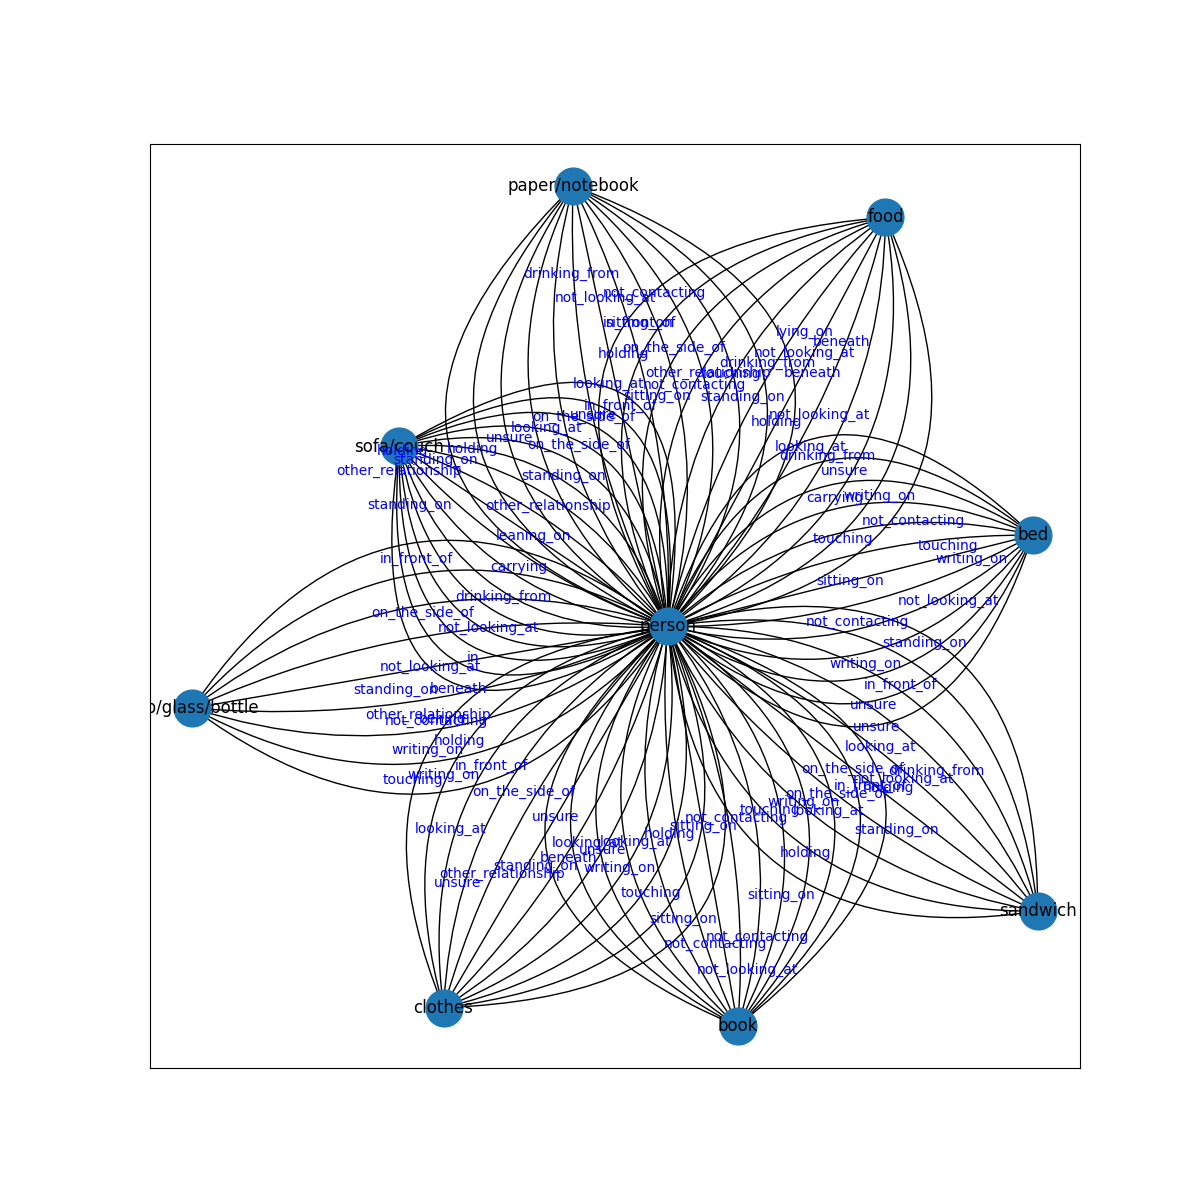 paper/notebook
food
drinking_from
not_contacting
not_looking_at
sitting_on
in_front_of
lying_on
beneath
on_the_side_of
holding
not_looking_at
drinking_from
other_relationship
touching
beneath
looking_at
not_contacting
sitting_on
standing_on
in_front_of
on_the_side_of
unsure
not_looking_at
holding
looking_at
unsure
on_the_side_of
looking_at
sofa/couch
holding
holding
standing_on
drinking_from
other_relationship
unsure
standing_on
carrying
writing_on
standing_on
other_relationship
not_contacting
leaning_on
touching
bed
touching
in_front_of
writing_on
carrying
sitting_on
drinking_from
not_looking_at
on_the_side_of
not_contacting
person
not_looking_at
standing_on
in
writing_on
not_looking_at
standing_on
beneath
in_front_of
unsure
o/glass/bottle
other_relationship
not_contacting
unsure
holding
looking_at
writing_on
in_front_of
on_the_side_of
drinking_from
writing_on
touching
not_looking_at
in_front_of
holding
on_the_side_of
on_the_side_of
writing_on
touching
looking_at
unsure
not_contacting
sitting_on
looking_at
holding
standing_on
looking_at
looking_at
unsure
holding
beneath
standing_on
writing_on
other_relationship
unsure
touching
sitting_on
sandwich
sitting_on
not_contacting
not_contacting
not_looking_at
clothes
book